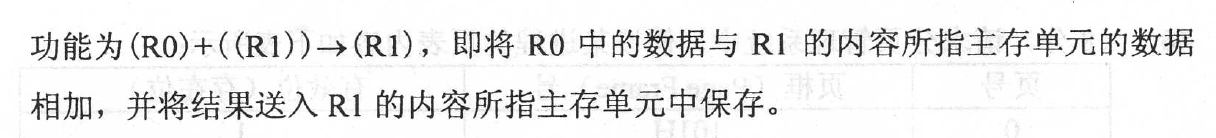 功能为(R0)+((R1))→(R1)，即将 R0 中的数据与 R1 的内容所指主存单元的数据
相加，并将结果送入 R1 的内容所指主存单元中保存。